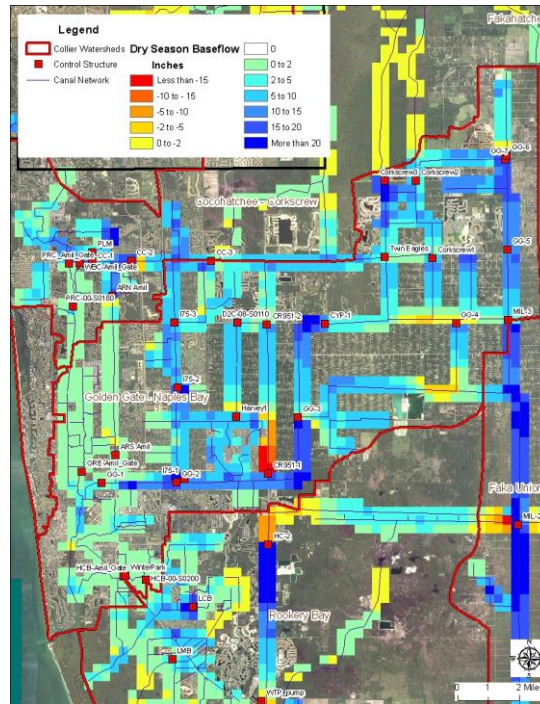 Legend
Collier Watersheds
Control Structure
Canal Network
Dry Season Baseflow
Inches
Less than -15
-10 to - 15
-5 to -10
-2 to -5
0 to -2
0
0 to 2
2 to 5
5 to 10
10 to 15
15 to 20
More than 20
Fakahatchee
GG-6
GG-7
Corkscrew3
Corkscrew2
Cocohatchee - Corkscrew
PLM
PRC_Amil_Gate
CC-1
CC-2
CC-3
Twin Eagles
Corkscrew1
GG-5
WBC-Amil_Gate
ARN Amil
PRC-00-S0180
I75-3
D2C-08-S0110
CR951-2
CYP-1
GG-4
MIL-3
I75-2
Golden Gate - Naples Bay
Harvey1
GG-3
ARS Amil
GRE-Amil_Gate
GG-1
I75-1
GG-2
CR951-1
Faka Union
MIL-2
HC-2
HCB-Amil_Gate
WinterPark
HCB-00-S0200
LCB
Rookery Bay
LMB
WTP_pump
N
0 1 2 Miles